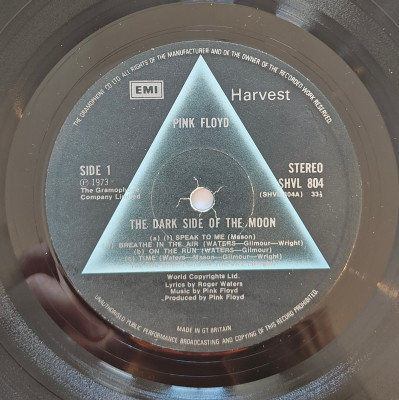 THE GRAMOPHONE CO LTD. ALL RIGHTS OF THE MANUFACTURER AND OF THE OWNER OF THE RECORDED WORK RESERVED.
EMI
Harvest
PINK FLOYD
SIDE 1
STEREO
℗ 1973
SHVL 804
The Gramophone
Company Limited
(SHVL 804A) 33⅓
THE DARK SIDE OF THE MOON
(a) (1) SPEAK TO ME (Mason)
BREATHE IN THE AIR (WATERS—Gilmour—Wright)
(b) ON THE RUN (WATERS—Gilmour)
(c) TIME (Waters—Mason—Gilmour—Wright)
World Copyrights Ltd.
Lyrics by Roger Waters
Music by Pink Floyd
Produced by Pink Floyd
MADE IN GT BRITAIN
UNAUTHORISED PUBLIC PERFORMANCE BROADCASTING AND COPYING OF THIS RECORD PROHIBITED.